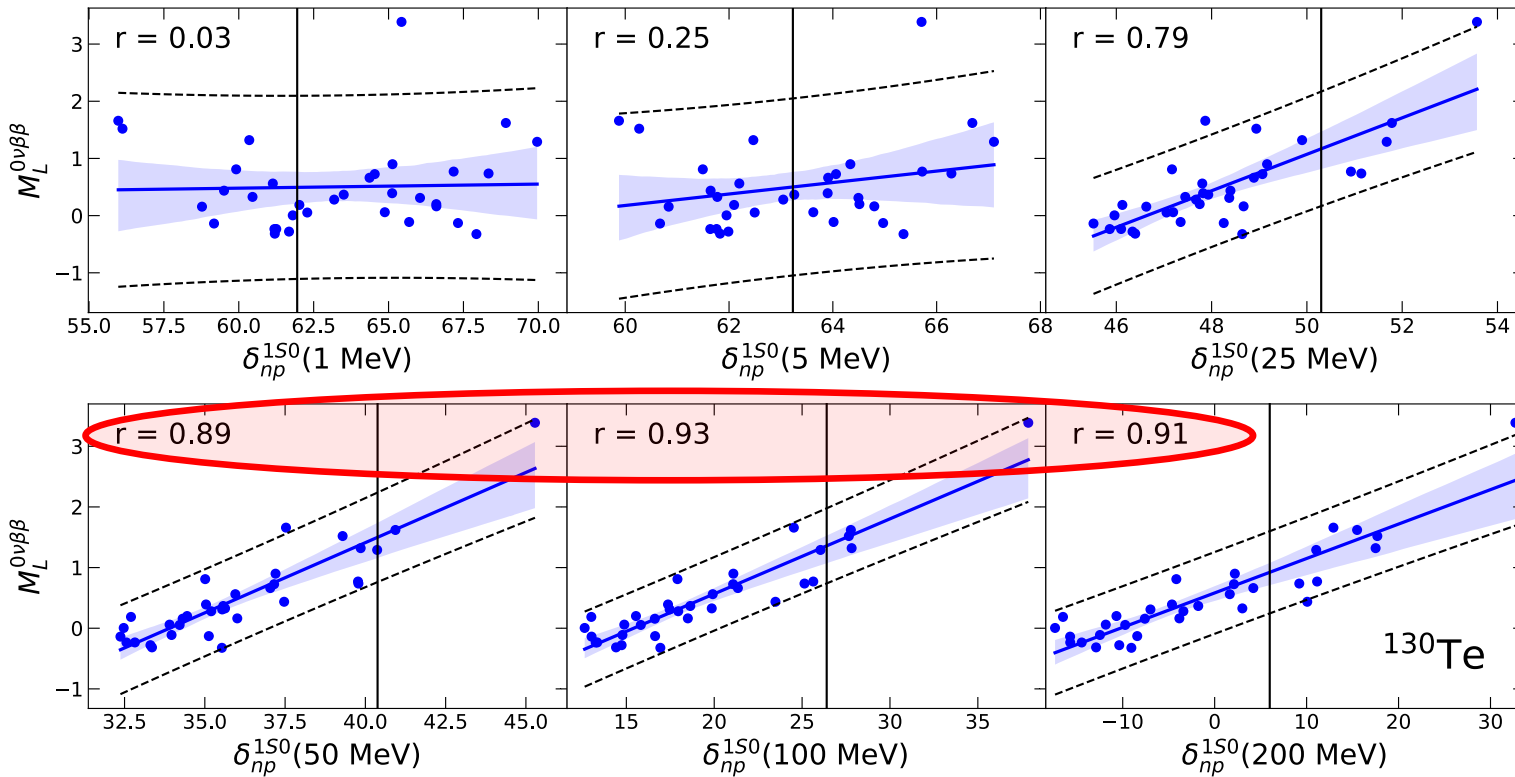 r = 0.03
r = 0.25
r = 0.79
M_L^{0νββ}
3
2
1
0
−1
55.0 57.5 60.0 62.5 65.0 67.5 70.0
60 62 64 66 68
46 48 50 52 54
δ_{np}^{1S0}(1 MeV)
δ_{np}^{1S0}(5 MeV)
δ_{np}^{1S0}(25 MeV)
r = 0.89
r = 0.93
r = 0.91
M_L^{0νββ}
3
2
1
0
−1
¹³⁰Te
32.5 35.0 37.5 40.0 42.5 45.0
15 20 25 30 35
−10 0 10 20 30
δ_{np}^{1S0}(50 MeV)
δ_{np}^{1S0}(100 MeV)
δ_{np}^{1S0}(200 MeV)